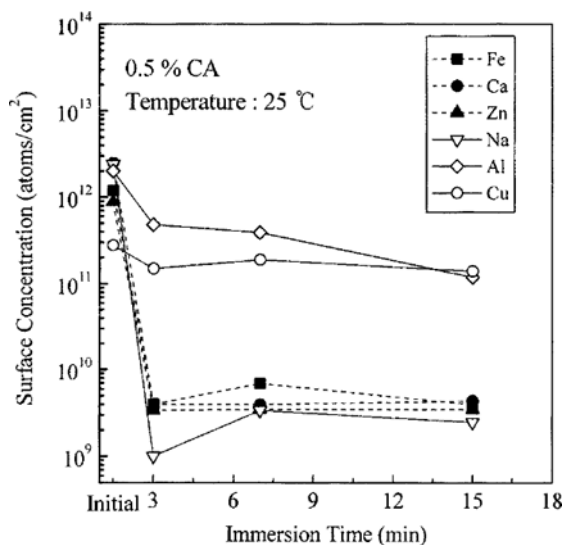 10^14
10^13
10^12
10^11
10^10
10^9
Surface Concentration (atoms/cm^2)
0.5 % CA
Temperature : 25 ℃
Fe
Ca
Zn
Na
Al
Cu
Initial 3 6 9 12 15 18
Immersion Time (min)